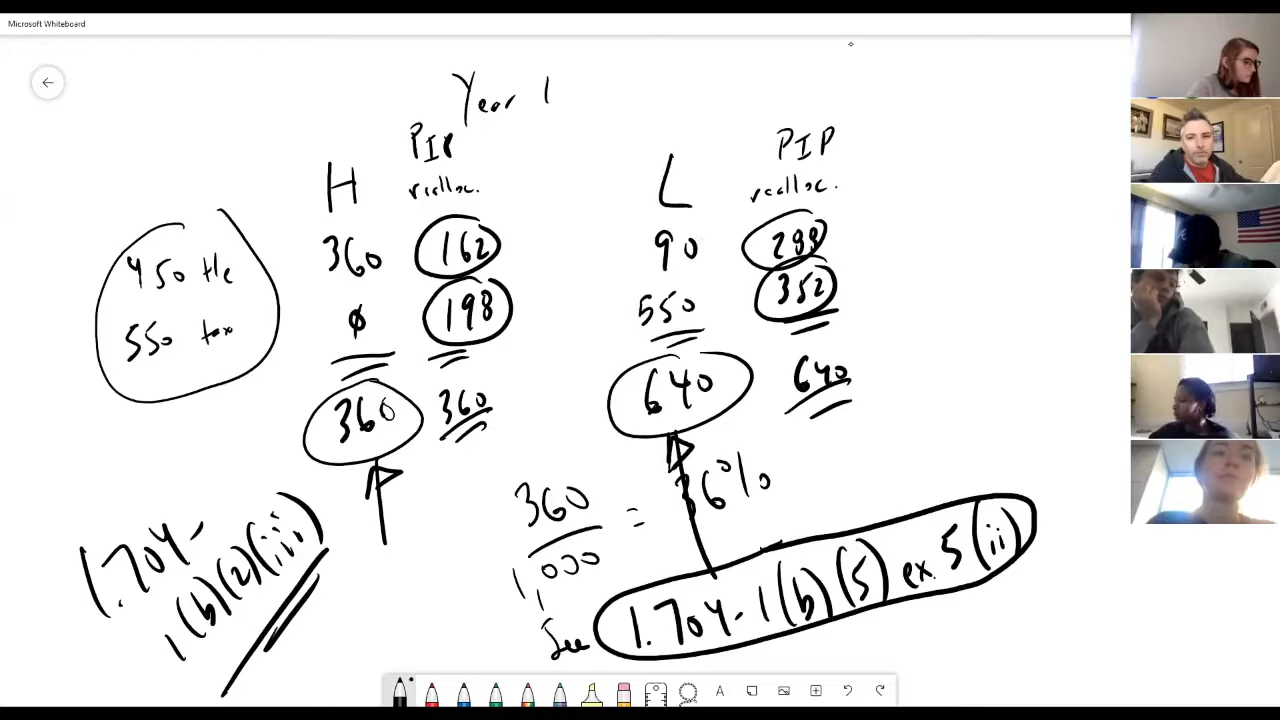 Microsoft Whiteboard
Year 1
H PIP realloc. L PIP realloc.
450 t/e 360 162 90 288
550 tax ϕ 198 550 352
360 360 640 640
360 / 1,000 = 36%
1.704-
1(b)(2)(iii)
See 1.704-1(b)(5) ex. 5(ii)
A